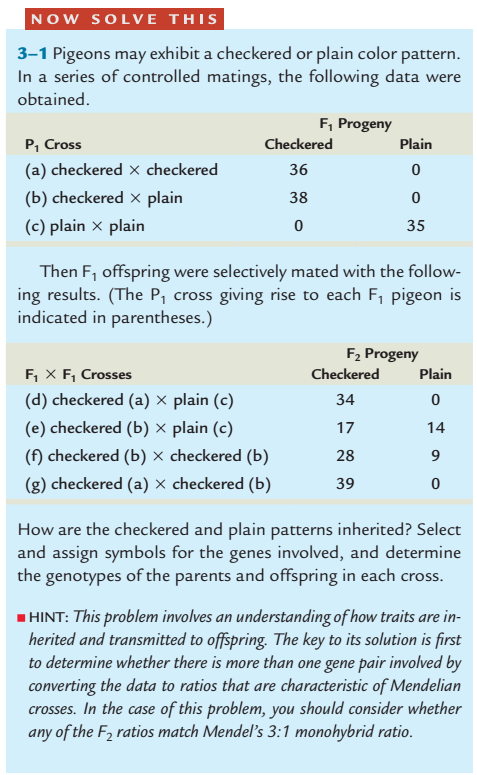 NOW SOLVE THIS
3–1 Pigeons may exhibit a checkered or plain color pattern.
In a series of controlled matings, the following data were
obtained.
F₁ Progeny
P₁ Cross Checkered Plain
(a) checkered × checkered 36 0
(b) checkered × plain 38 0
(c) plain × plain 0 35
Then F₁ offspring were selectively mated with the follow-
ing results. (The P₁ cross giving rise to each F₁ pigeon is
indicated in parentheses.)
F₂ Progeny
F₁ × F₁ Crosses Checkered Plain
(d) checkered (a) × plain (c) 34 0
(e) checkered (b) × plain (c) 17 14
(f) checkered (b) × checkered (b) 28 9
(g) checkered (a) × checkered (b) 39 0
How are the checkered and plain patterns inherited? Select
and assign symbols for the genes involved, and determine
the genotypes of the parents and offspring in each cross.
HINT: This problem involves an understanding of how traits are in-
herited and transmitted to offspring. The key to its solution is first
to determine whether there is more than one gene pair involved by
converting the data to ratios that are characteristic of Mendelian
crosses. In the case of this problem, you should consider whether
any of the F₂ ratios match Mendel's 3:1 monohybrid ratio.